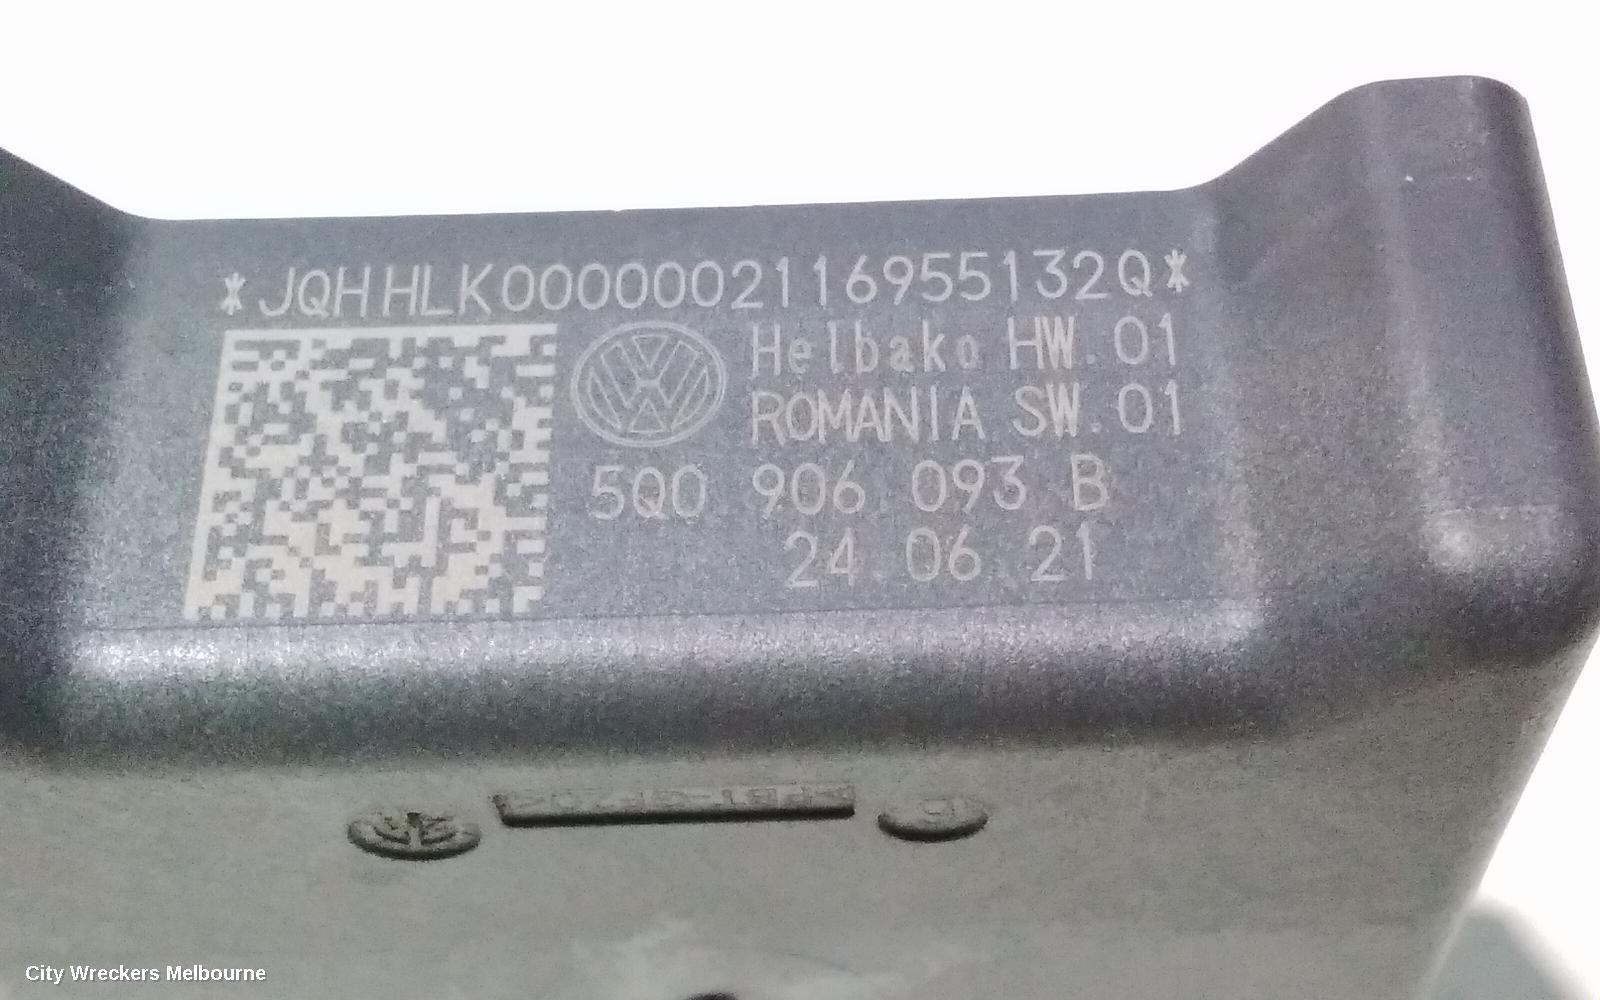 *JQHHLK0000002116955132Q*
Helbako HW.01
ROMANIA SW.01
5Q0 906 093 B
24.06.21
City Wreckers Melbourne